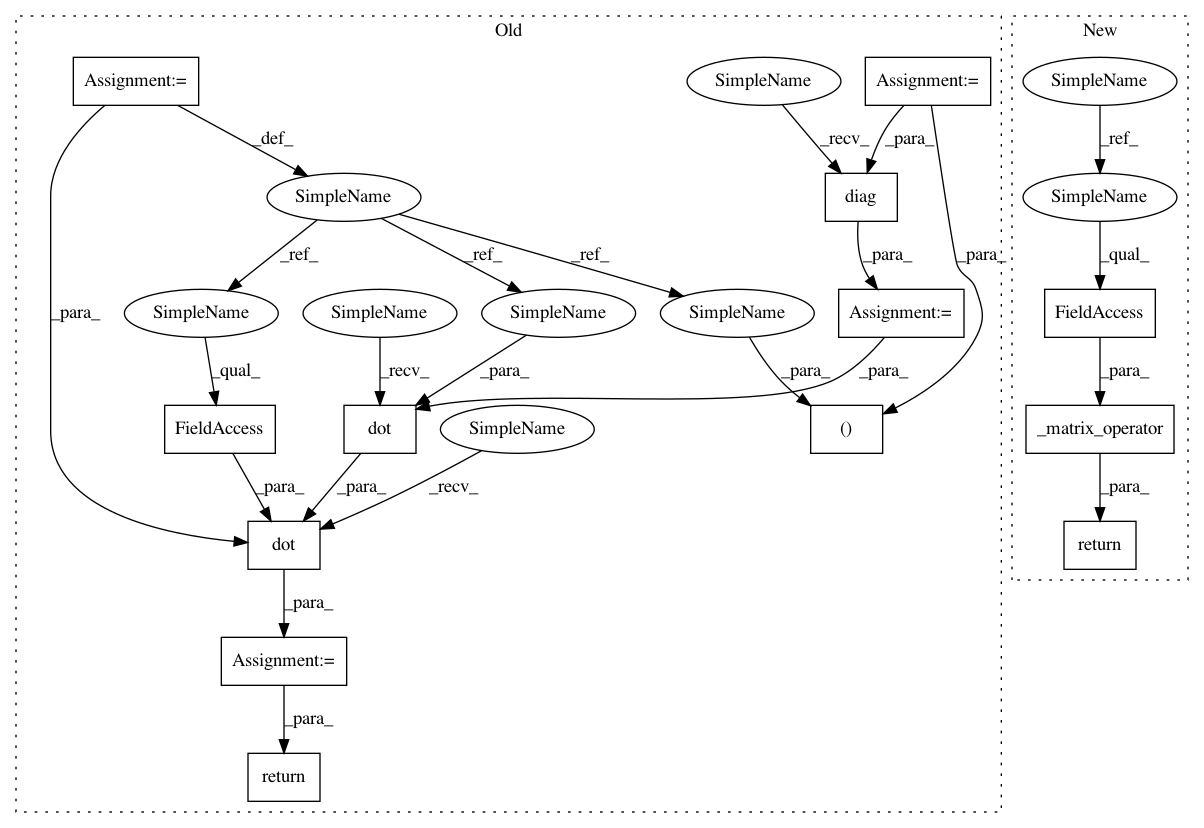 Old
New
Assignment:=
SimpleName
Assignment:=
SimpleName
_def_
_recv_
_para_
_ref_
SimpleName
diag
SimpleName
_ref_
_ref_
_ref_
_para_
_para_
_qual_
_para_
SimpleName
SimpleName
SimpleName
SimpleName
Assignment:=
FieldAccess
_qual_
_recv_
_para_
_para_
_para_
_para_
FieldAccess
dot
SimpleName
()
_matrix_operator
_para_
_para_
_recv_
_para_
dot
return
_para_
Assignment:=
_para_
return